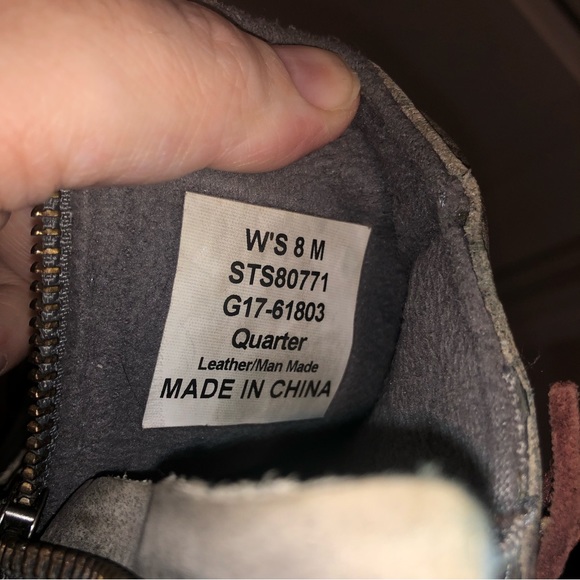 W'S 8 M
STS80771
G17-61803
Quarter
Leather/Man Made
MADE IN CHINA